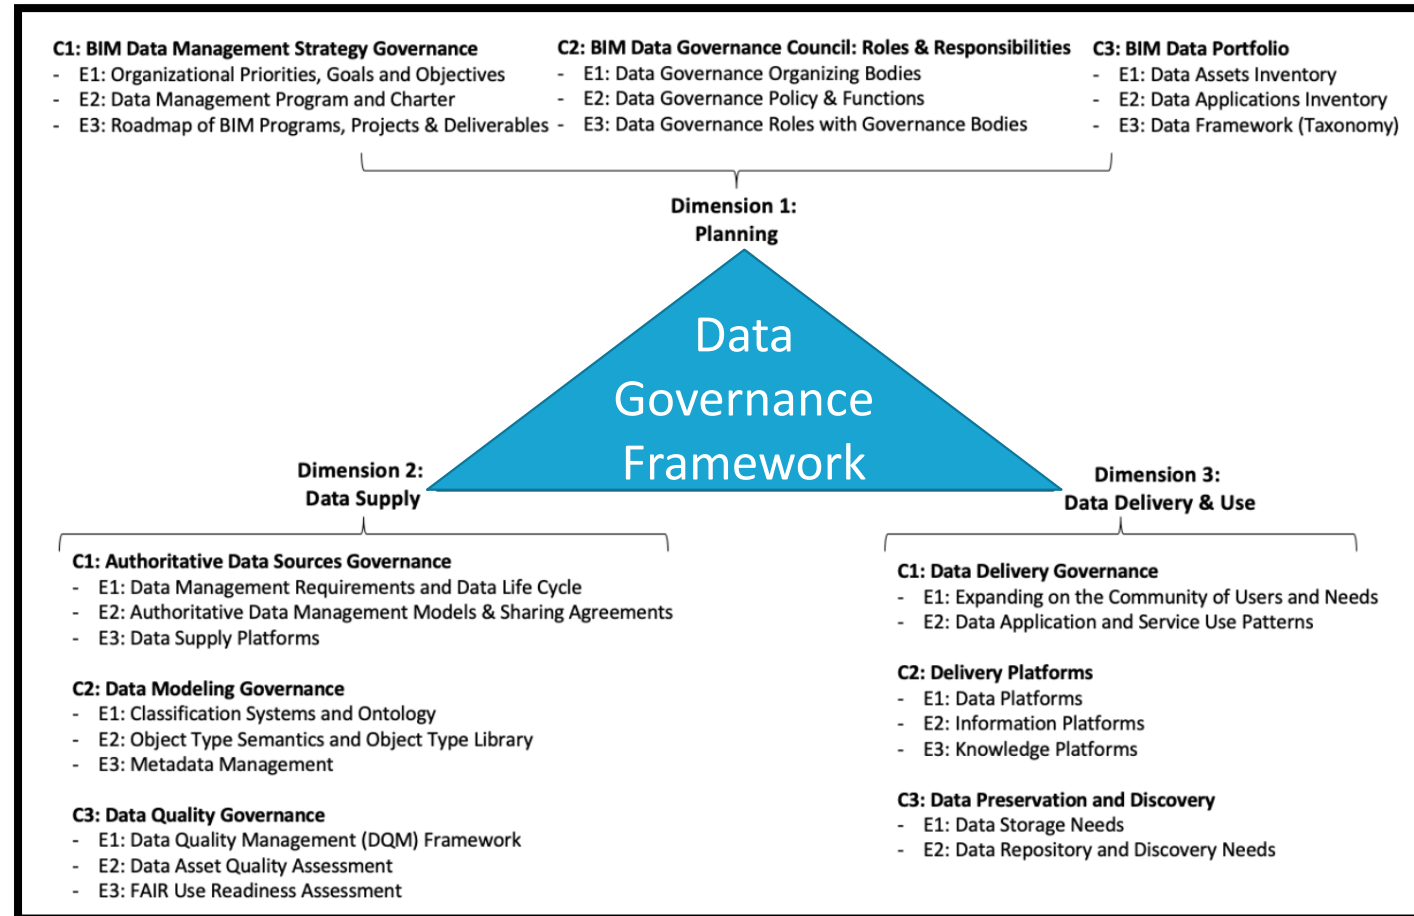 C1: BIM Data Management Strategy Governance
- E1: Organizational Priorities, Goals and Objectives
- E2: Data Management Program and Charter
- E3: Roadmap of BIM Programs, Projects & Deliverables
C2: BIM Data Governance Council: Roles & Responsibilities
- E1: Data Governance Organizing Bodies
- E2: Data Governance Policy & Functions
- E3: Data Governance Roles with Governance Bodies
C3: BIM Data Portfolio
- E1: Data Assets Inventory
- E2: Data Applications Inventory
- E3: Data Framework (Taxonomy)
Dimension 1:
Planning
Data
Governance
Framework
Dimension 2:
Data Supply
C1: Authoritative Data Sources Governance
- E1: Data Management Requirements and Data Life Cycle
- E2: Authoritative Data Management Models & Sharing Agreements
- E3: Data Supply Platforms
C2: Data Modeling Governance
- E1: Classification Systems and Ontology
- E2: Object Type Semantics and Object Type Library
- E3: Metadata Management
C3: Data Quality Governance
- E1: Data Quality Management (DQM) Framework
- E2: Data Asset Quality Assessment
- E3: FAIR Use Readiness Assessment
Dimension 3:
Data Delivery & Use
C1: Data Delivery Governance
- E1: Expanding on the Community of Users and Needs
- E2: Data Application and Service Use Patterns
C2: Delivery Platforms
- E1: Data Platforms
- E2: Information Platforms
- E3: Knowledge Platforms
C3: Data Preservation and Discovery
- E1: Data Storage Needs
- E2: Data Repository and Discovery Needs